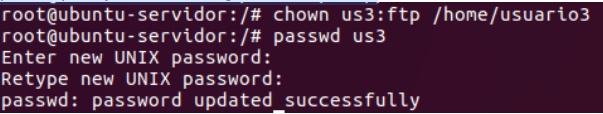 root@ubuntu-servidor:/# chown us3:ftp /home/usuario3
root@ubuntu-servidor:/# passwd us3
Enter new UNIX password:
Retype new UNIX password:
passwd: password updated successfully